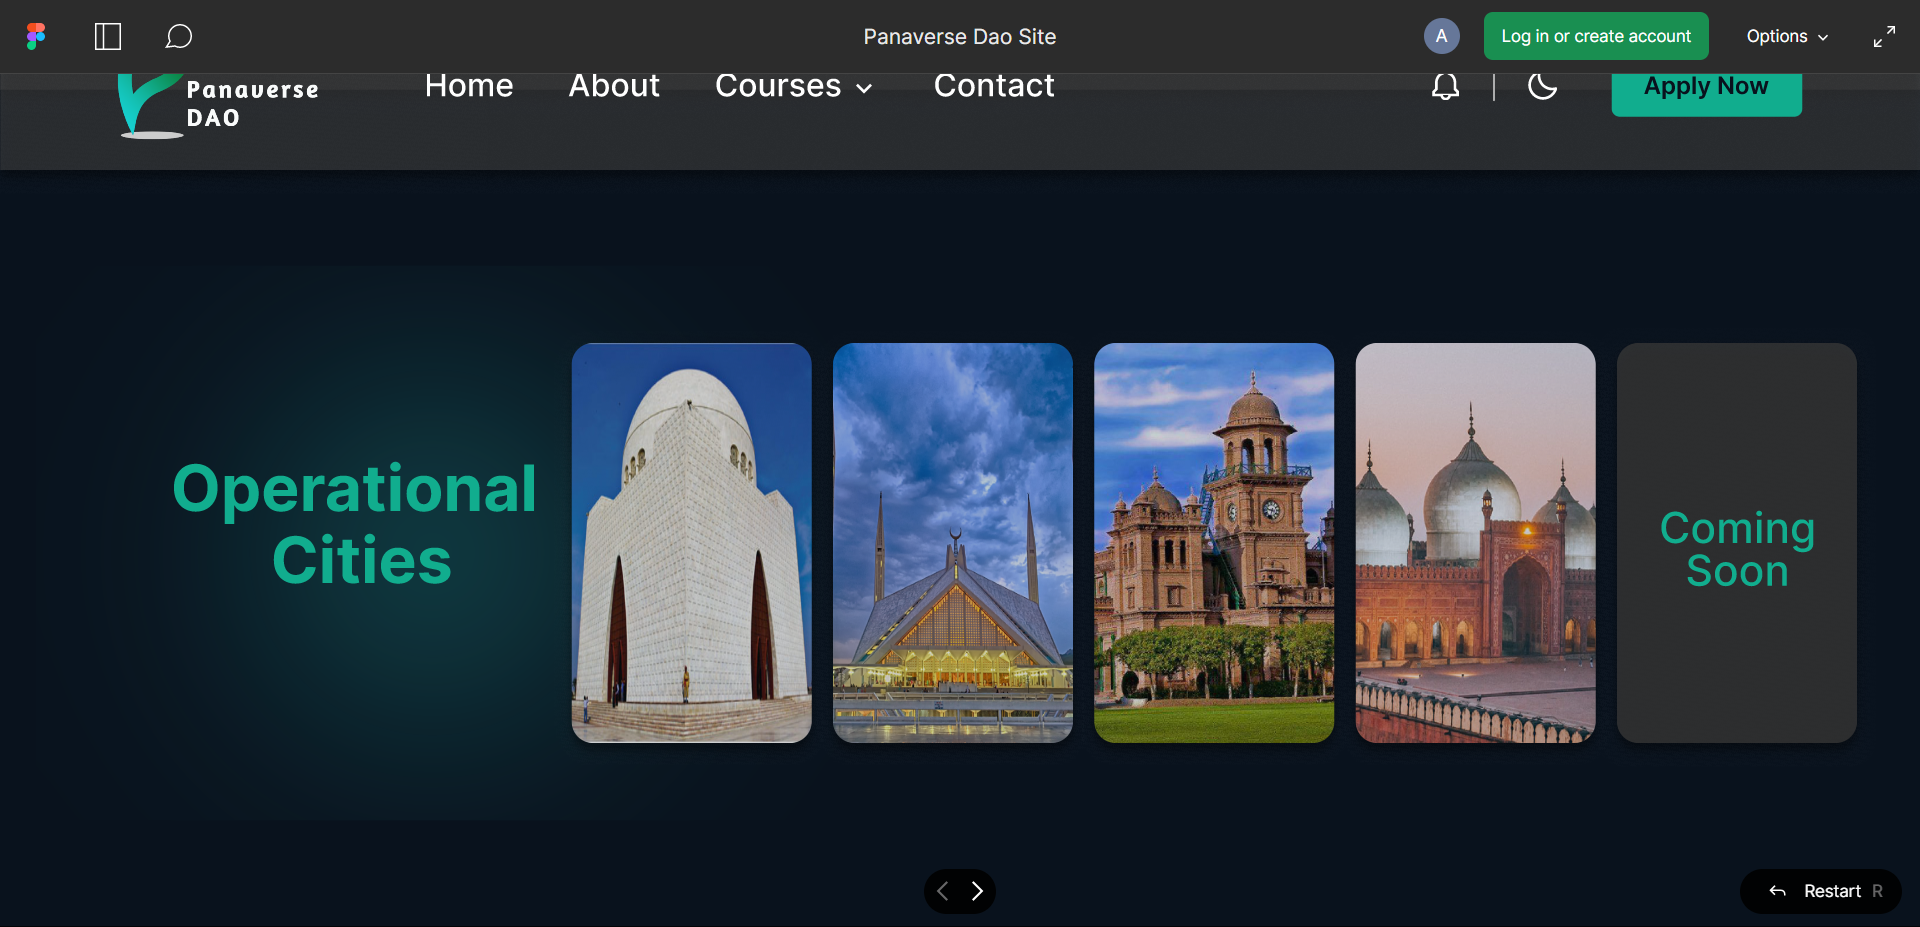 Panaverse Dao Site
A
Log in or create account
Options
Panaverse
DAO
Home
About
Courses
Contact
Apply Now
Operational
Cities
Coming
Soon
Restart R